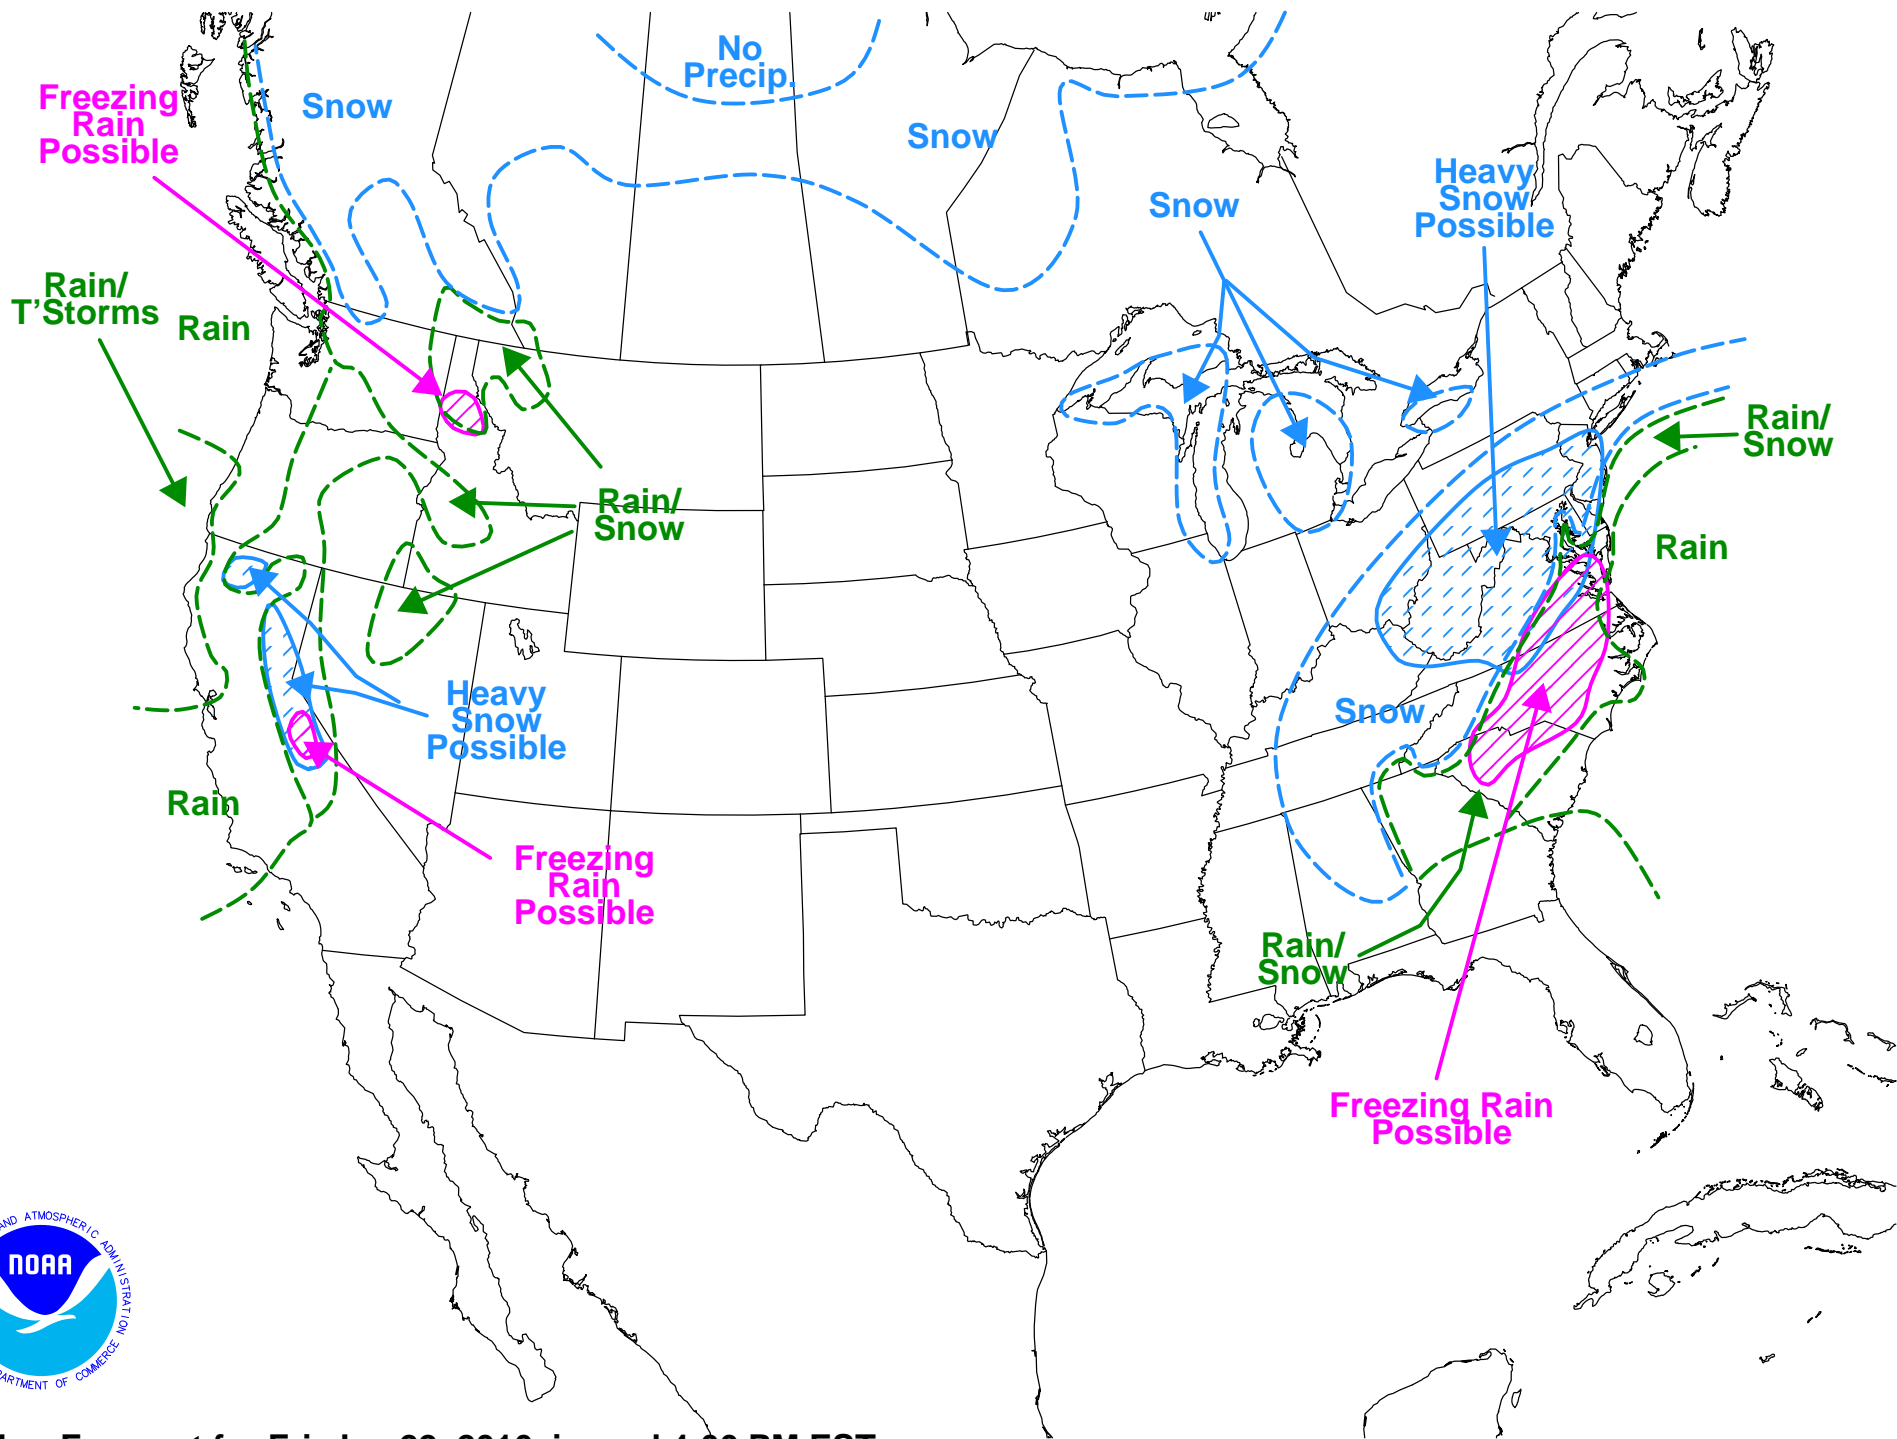 No
Precip.
Freezing
Rain
Possible
Snow
Snow
Heavy
Snow
Possible
Snow
Rain/
T'Storms
Rain
Rain/
Snow
Rain/
Snow
Rain
Heavy
Snow
Possible
Snow
Rain
Freezing
Rain
Possible
Rain/
Snow
Freezing Rain
Possible
AND ATMOSPHERIC ADMINISTRATION
NOAA
OF COMMERCE